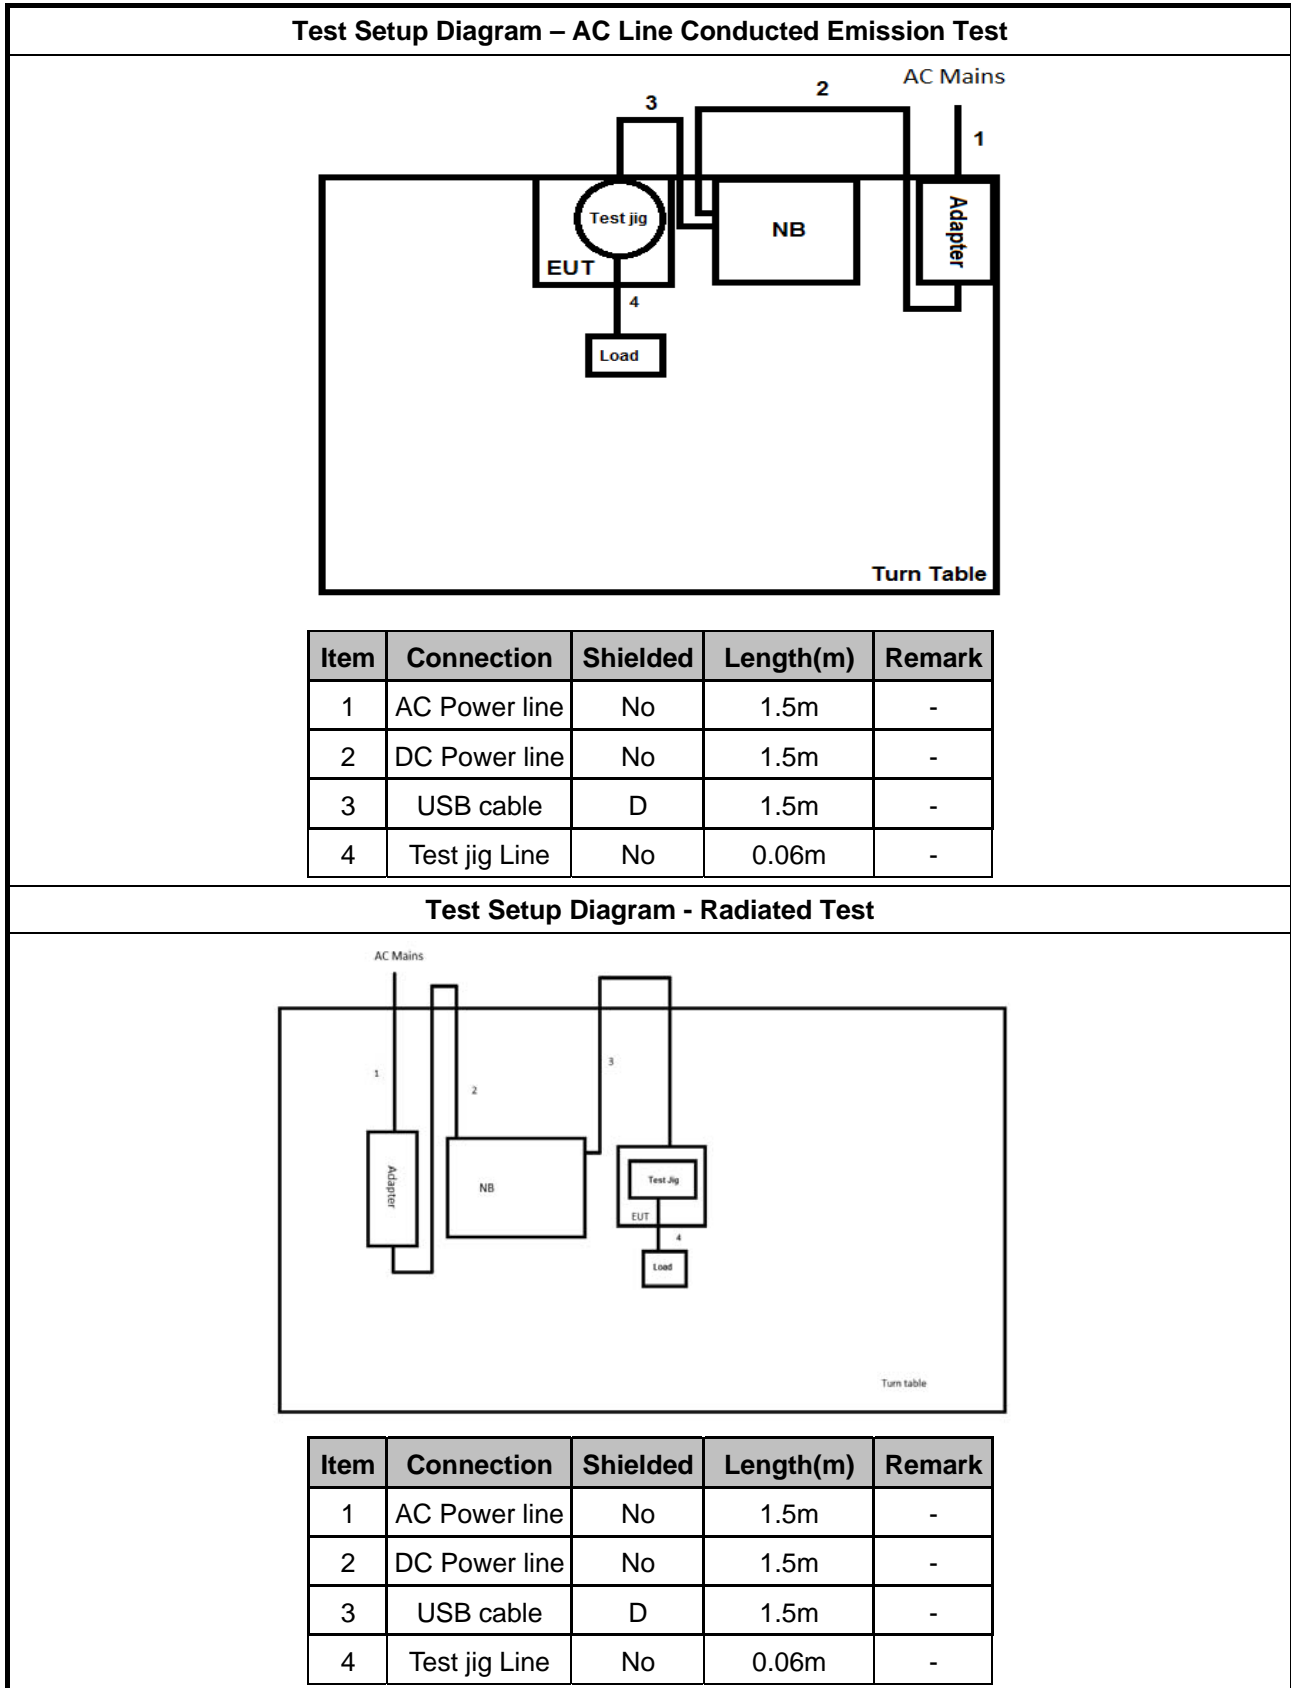 Test Setup Diagram – AC Line Conducted Emission Test
AC Mains
2
3
1
Test jig
NB
Adapter
EUT
4
Load
Turn Table
Item Connection Shielded Length(m) Remark
1 AC Power line No 1.5m -
2 DC Power line No 1.5m -
3 USB cable D 1.5m -
4 Test jig Line No 0.06m -
Test Setup Diagram - Radiated Test
AC Mains
3
1
2
Adapter
NB
Test Jig
EUT
4
Load
Turn table
Item Connection Shielded Length(m) Remark
1 AC Power line No 1.5m -
2 DC Power line No 1.5m -
3 USB cable D 1.5m -
4 Test jig Line No 0.06m -